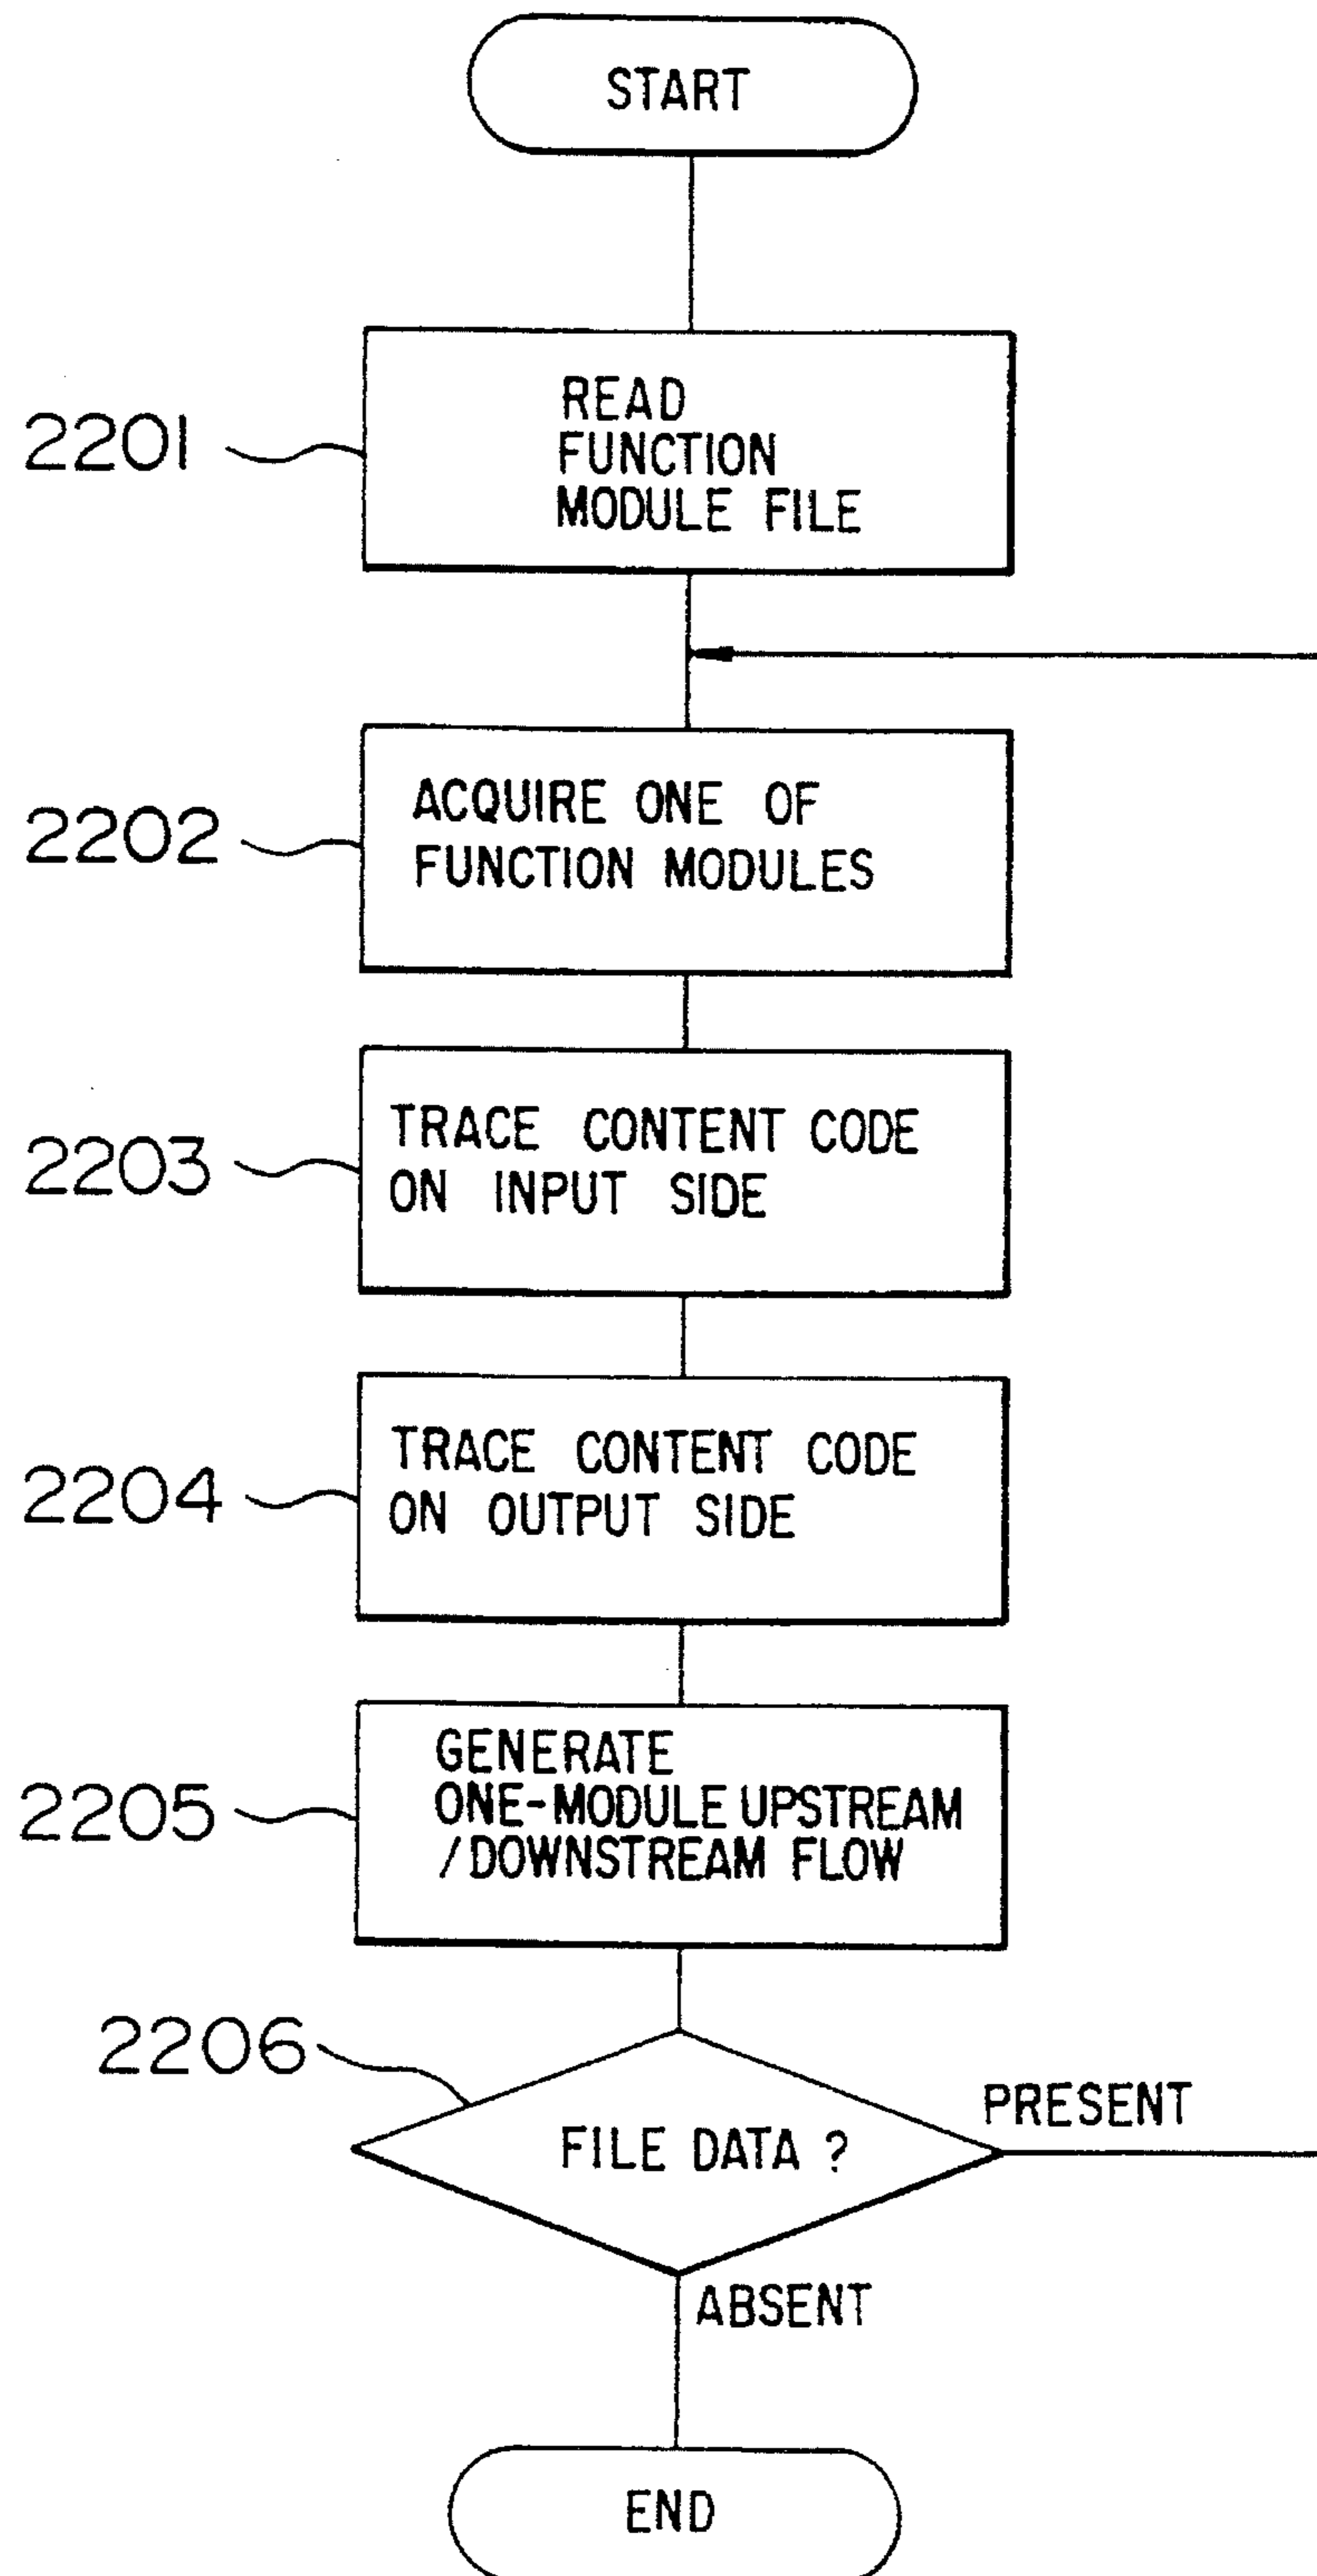 START
2201
READ
FUNCTION
MODULE FILE
2202
ACQUIRE ONE OF
FUNCTION MODULES
2203
TRACE CONTENT CODE
ON INPUT SIDE
2204
TRACE CONTENT CODE
ON OUTPUT SIDE
2205
GENERATE
ONE-MODULE UPSTREAM
/DOWNSTREAM FLOW
2206
FILE DATA ?
PRESENT
ABSENT
END